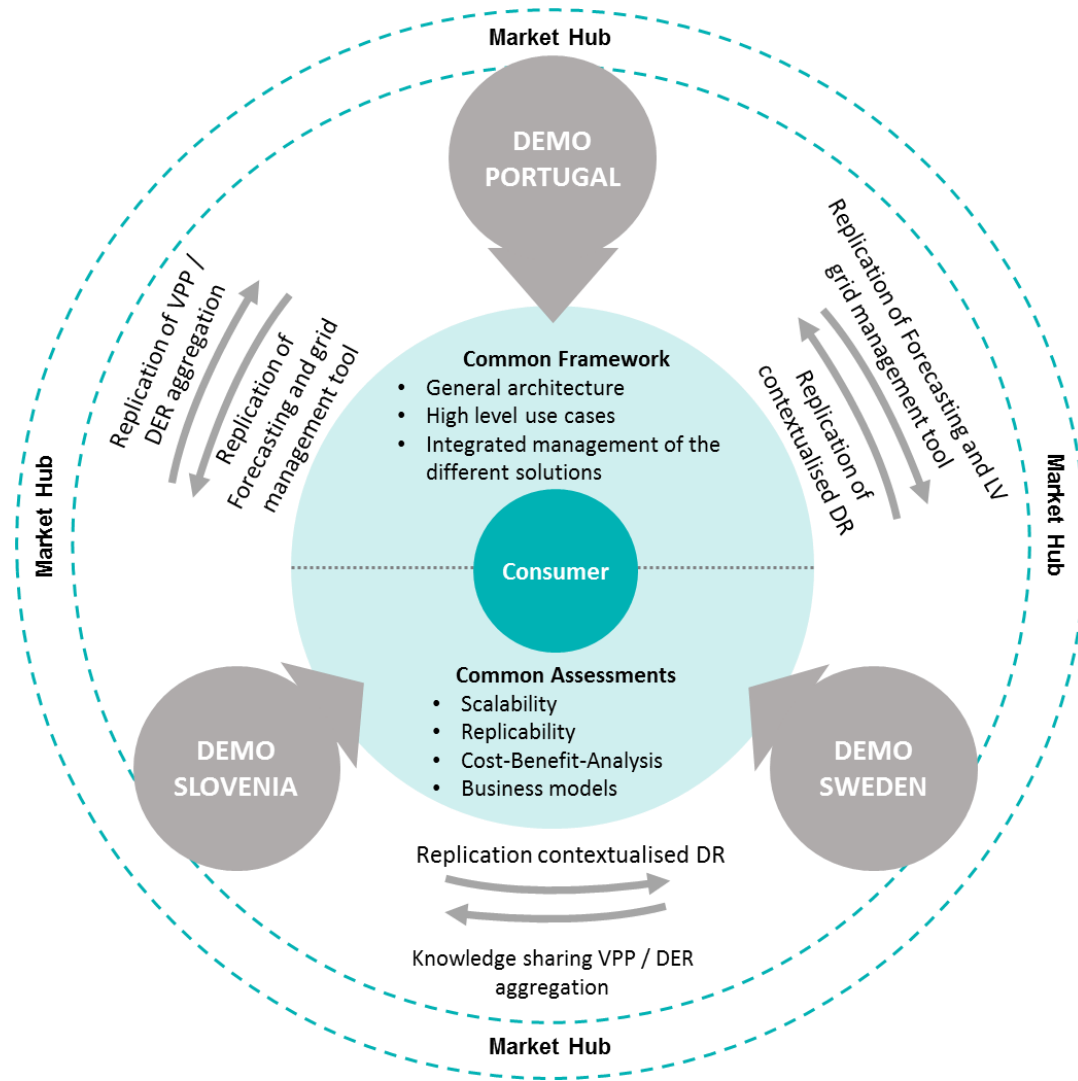 Market Hub
DEMO
PORTUGAL
Replication of VPP /
DER aggregation
Replication of
Forecasting and grid
management tool
Replication of Forecasting and LV
grid management tool
Replication of
contextualised DR
Common Framework
• General architecture
• High level use cases
• Integrated management of the
different solutions
Market Hub
Market Hub
Consumer
Common Assessments
• Scalability
• Replicability
• Cost-Benefit-Analysis
• Business models
DEMO
SLOVENIA
DEMO
SWEDEN
Replication contextualised DR
Knowledge sharing VPP / DER
aggregation
Market Hub